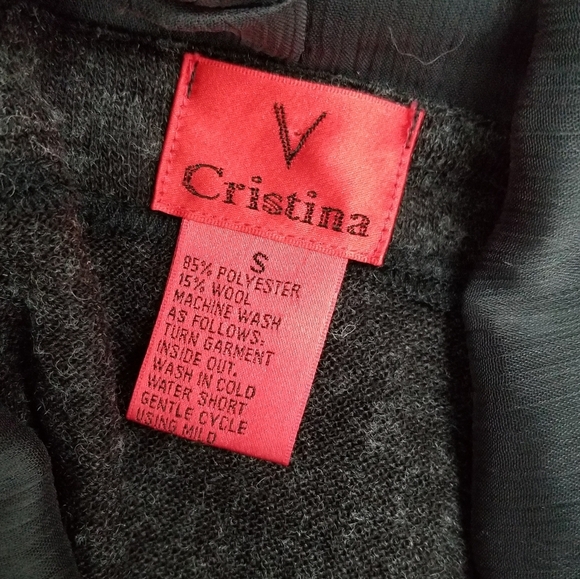 V
Cristina
S
85% POLYESTER
15% WOOL
MACHINE WASH
AS FOLLOWS:
TURN GARMENT
INSIDE OUT.
WASH IN COLD
WATER SHORT
GENTLE CYCLE
USING MILD